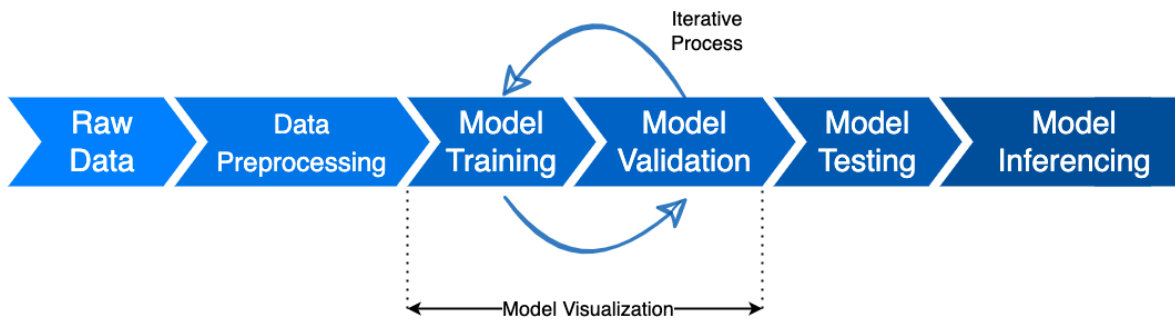 Iterative
Process
Raw
Data
Data
Preprocessing
Model
Training
Model
Validation
Model
Testing
Model
Inferencing
Model Visualization